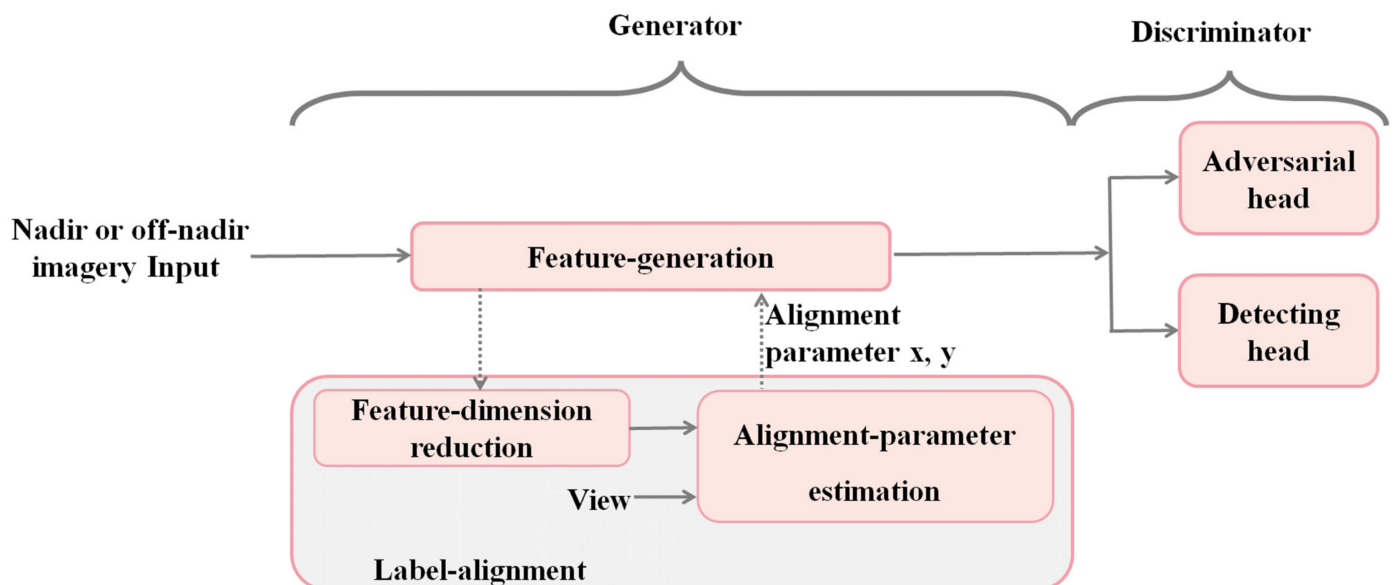 Generator
Discriminator
Adversarial
head
Nadir or off-nadir
imagery Input
Feature-generation
Alignment
parameter x, y
Detecting
head
Feature-dimension
reduction
Alignment-parameter
estimation
View
Label-alignment